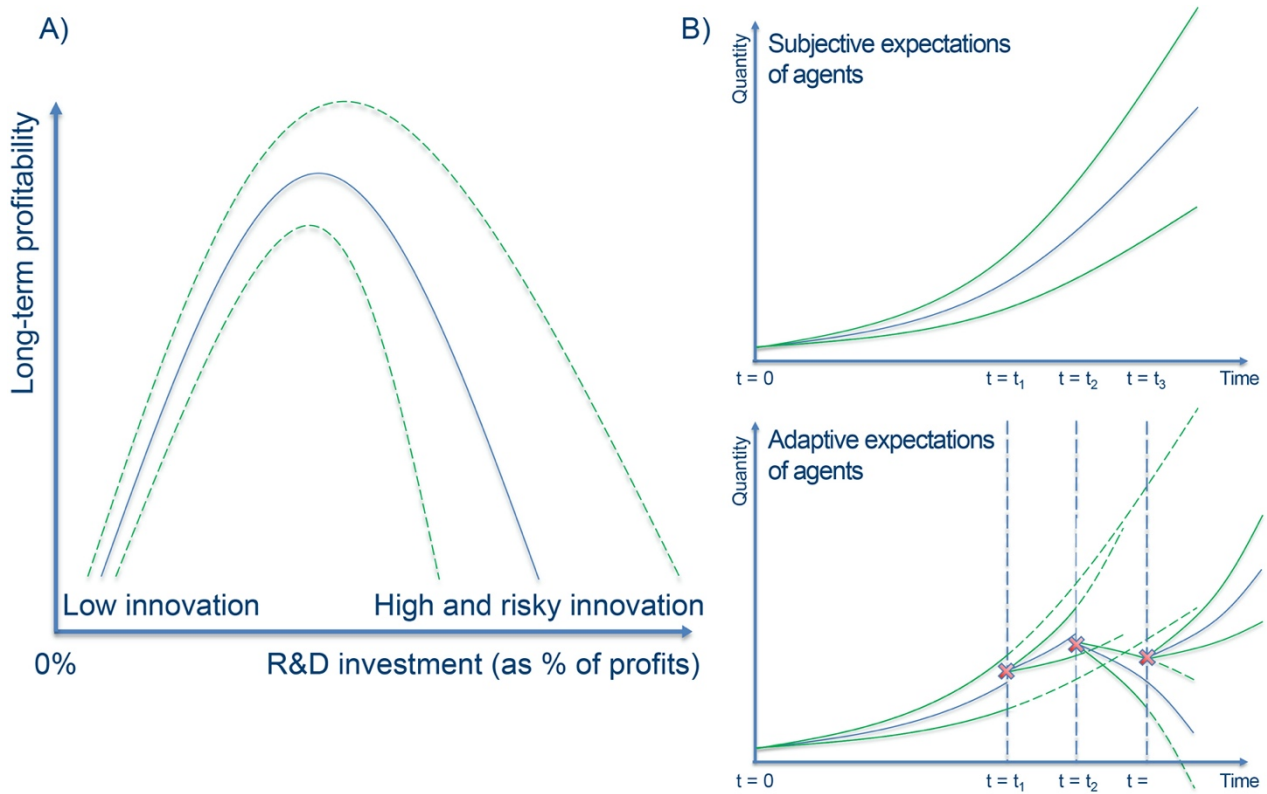 A)
Long-term profitability
Low innovation
High and risky innovation
0%
R&D investment (as % of profits)
B)
Quantity
Subjective expectations
of agents
t = 0
t = t₁
t = t₂
t = t₃
Time
Quantity
Adaptive expectations
of agents
t = 0
t = t₁
t = t₂
t =
Time